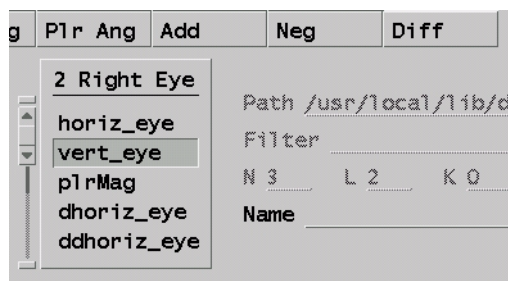 g Plr Ang Add Neg Diff
2 Right Eye
horiz_eye
vert_eye
plrMag
dhoriz_eye
ddhoriz_eye
Path /usr/local/lib/d
Filter
N 3 L 2 K 0
Name